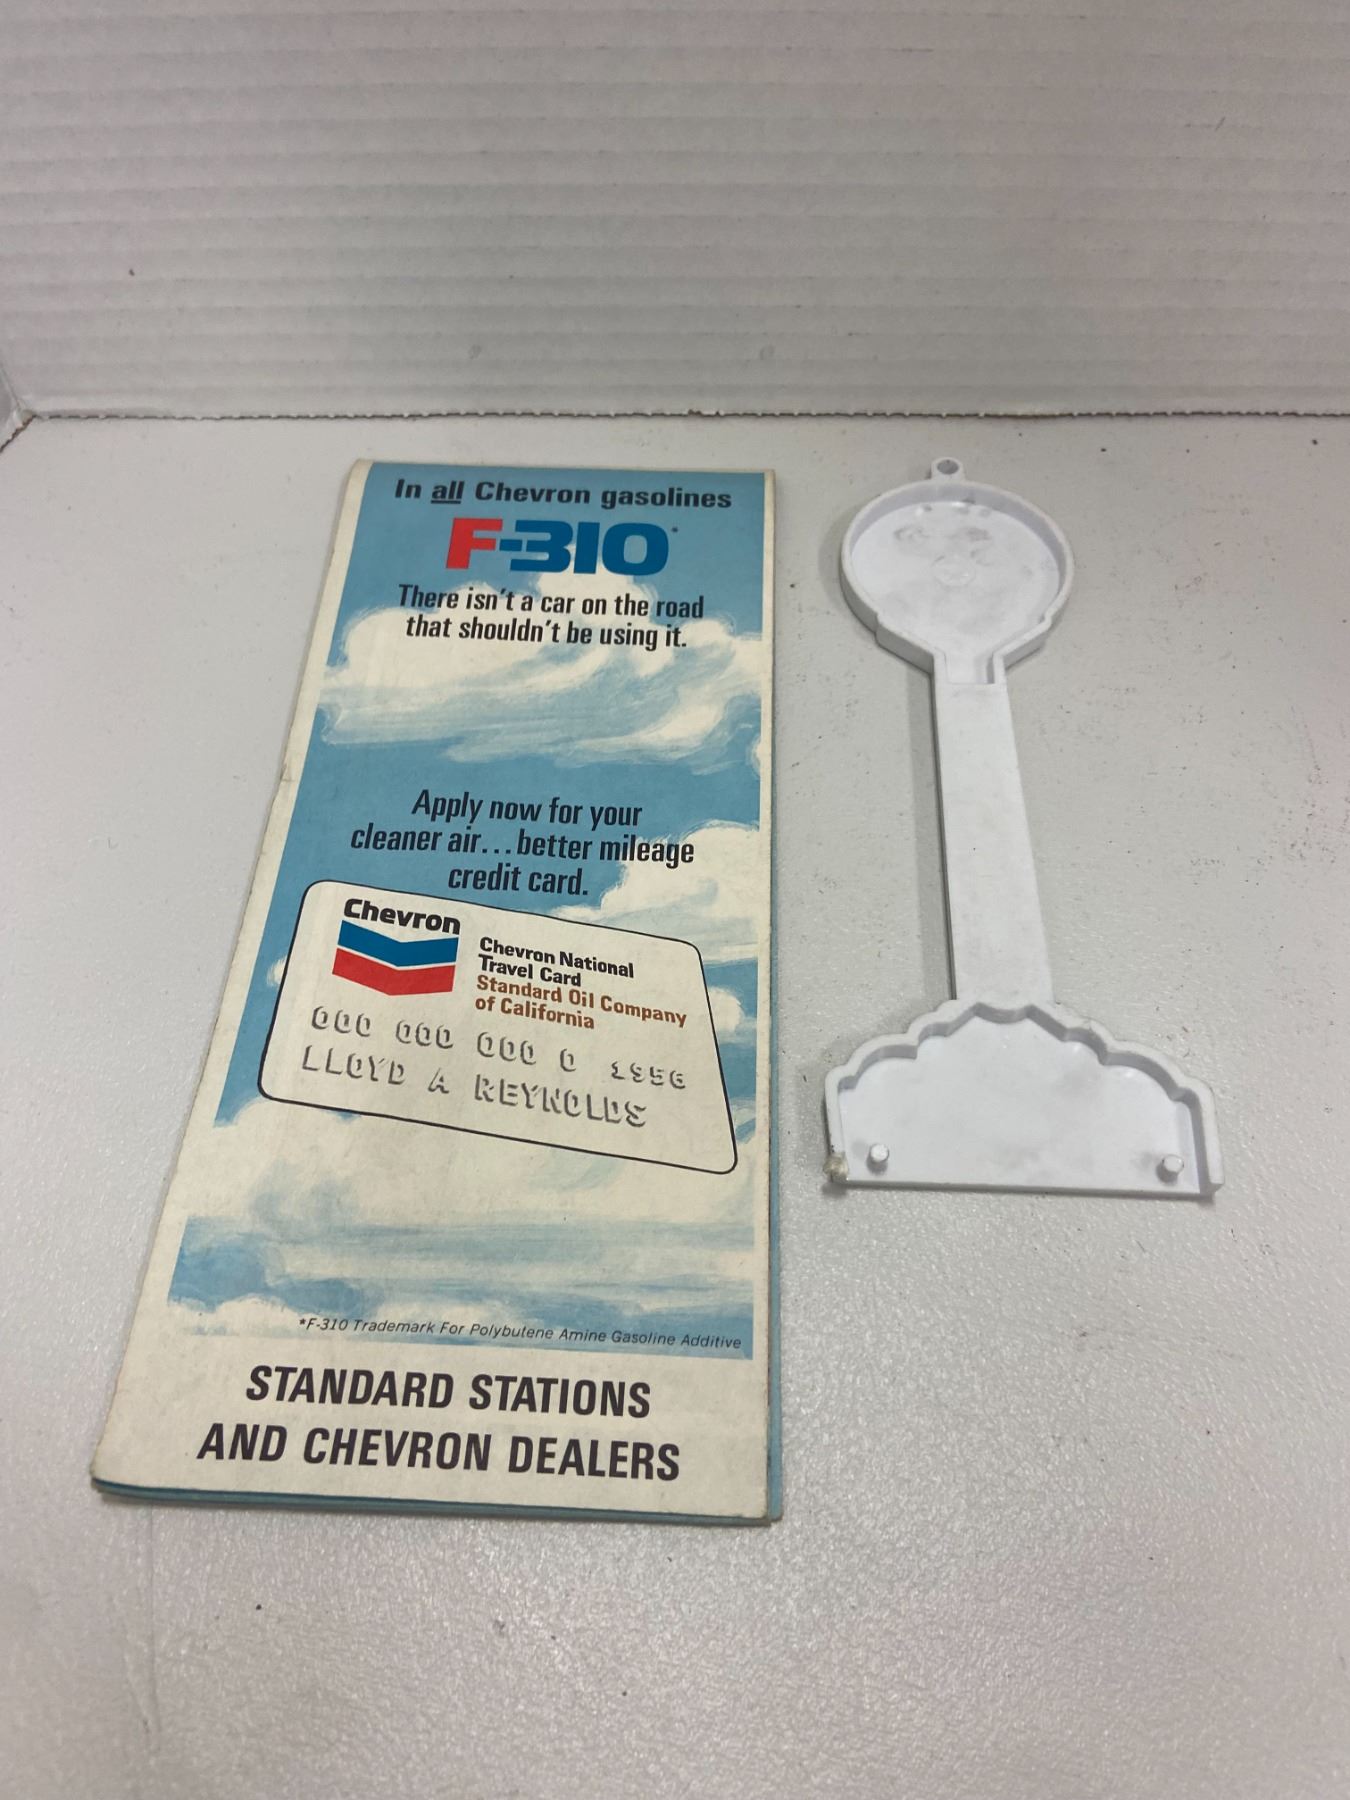 In all Chevron gasolines
F-310*
There isn't a car on the road
that shouldn't be using it.
Apply now for your
cleaner air...better mileage
credit card.
Chevron
Chevron National
Travel Card
Standard Oil Company
of California
000 000 000 0 1956
LLOYD A REYNOLDS
*F-310 Trademark For Polybutene Amine Gasoline Additive
STANDARD STATIONS
AND CHEVRON DEALERS